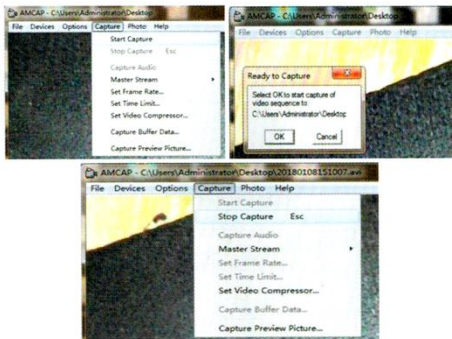 AMCAP - C:\Users\Administrator\Desktop
File Devices Options Capture Photo Help
Start Capture
Stop Capture Esc
Capture Audio
Master Stream
Set Frame Rate...
Set Time Limit...
Set Video Compressor...
Capture Buffer Data...
Capture Preview Picture...
AMCAP - C:\Users\Administrator\Desktop
File Devices Options Capture Photo Help
Ready to Capture
Select OK to start capture of
video sequence to:
C:\Users\Administrator\Desktop
OK Cancel
AMCAP - C:\Users\Administrator\Desktop\20180108151007.avi
File Devices Options Capture Photo Help
Start Capture
Stop Capture Esc
Capture Audio
Master Stream
Set Frame Rate...
Set Time Limit...
Set Video Compressor...
Capture Buffer Data...
Capture Preview Picture...